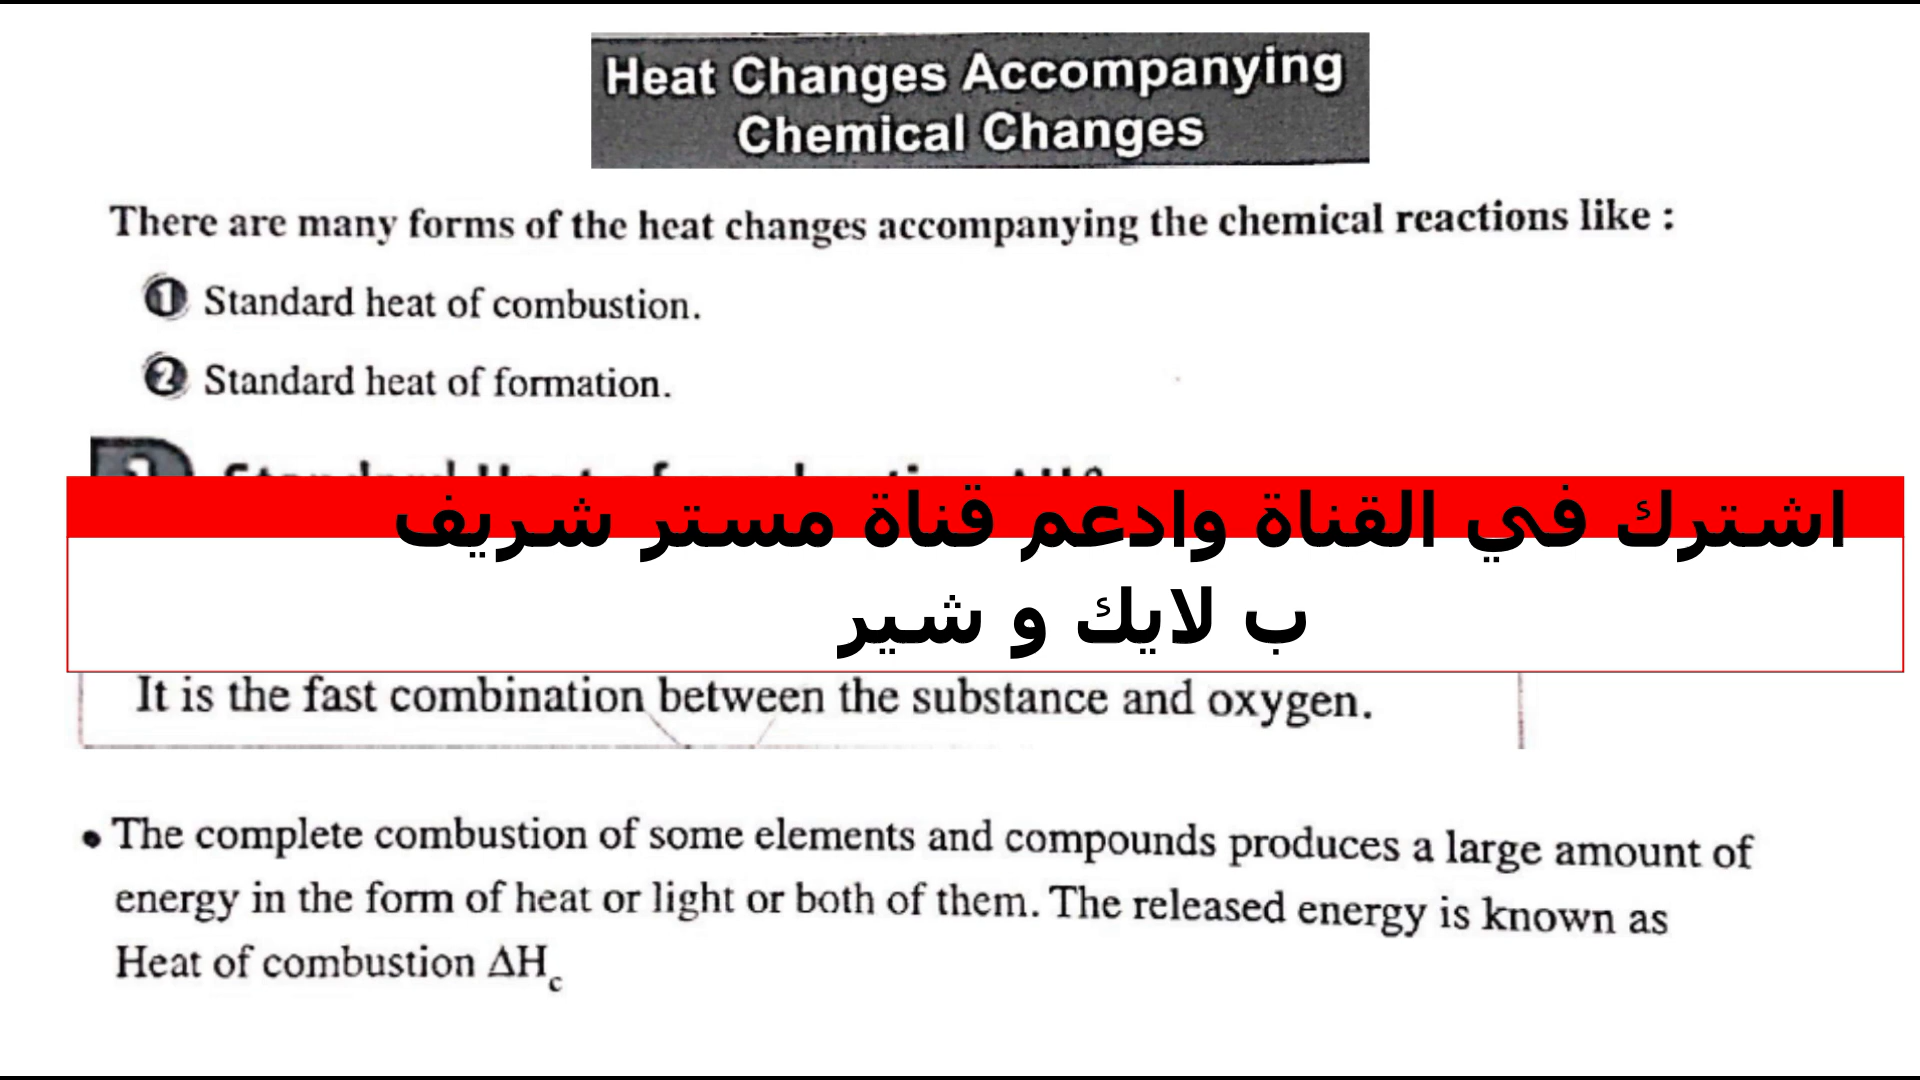 Heat Changes Accompanying
Chemical Changes
There are many forms of the heat changes accompanying the chemical reactions like :
1 Standard heat of combustion.
2 Standard heat of formation.
اشترك في القناة وادعم قناة مستر شريف
ب لايك و شير
It is the fast combination between the substance and oxygen.
• The complete combustion of some elements and compounds produces a large amount of
energy in the form of heat or light or both of them. The released energy is known as
Heat of combustion ΔHc